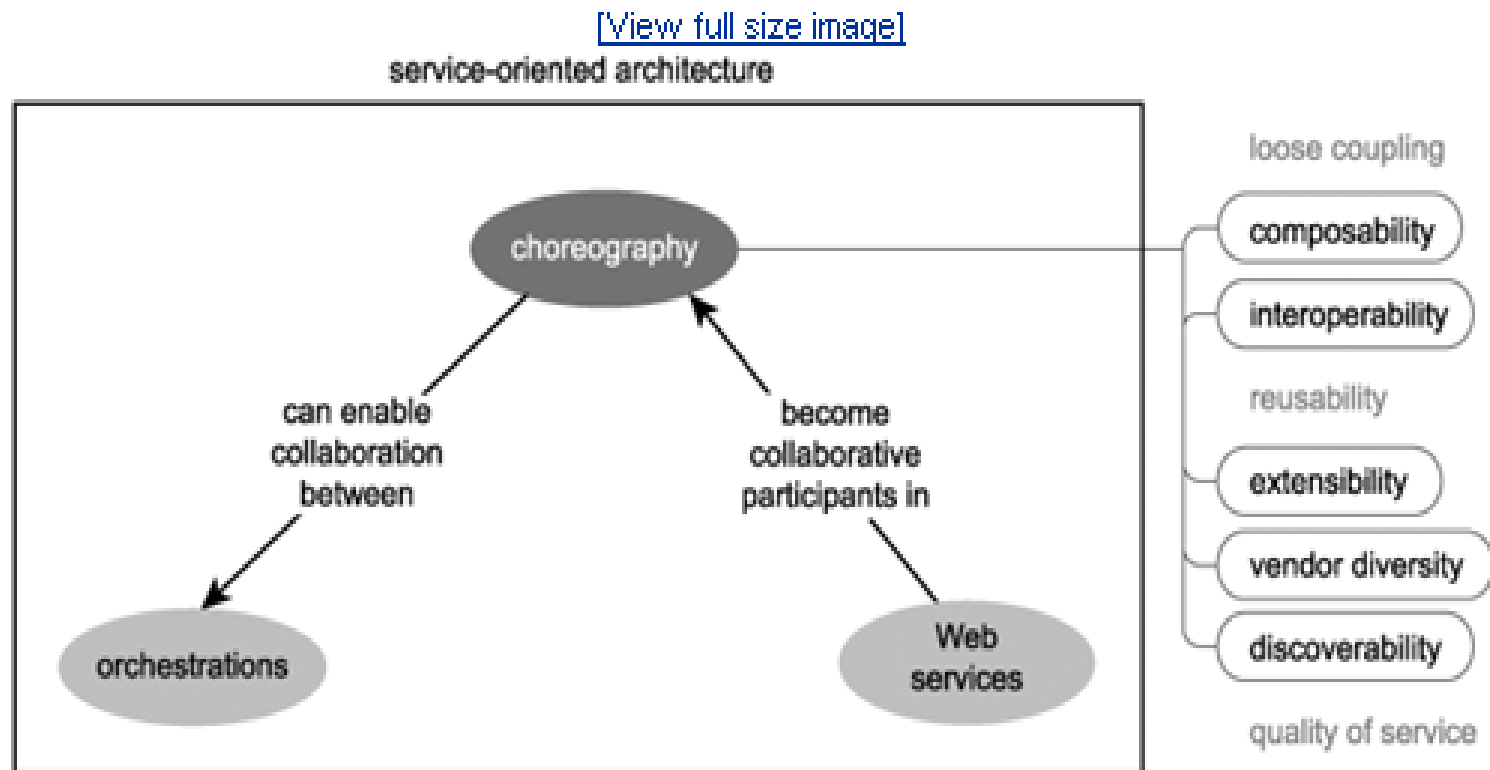 [View full size image]
service-oriented architecture
choreography
can enable
collaboration
between
become
collaborative
participants in
orchestrations
Web
services
loose coupling
composability
interoperability
reusability
extensibility
vendor diversity
discoverability
quality of service